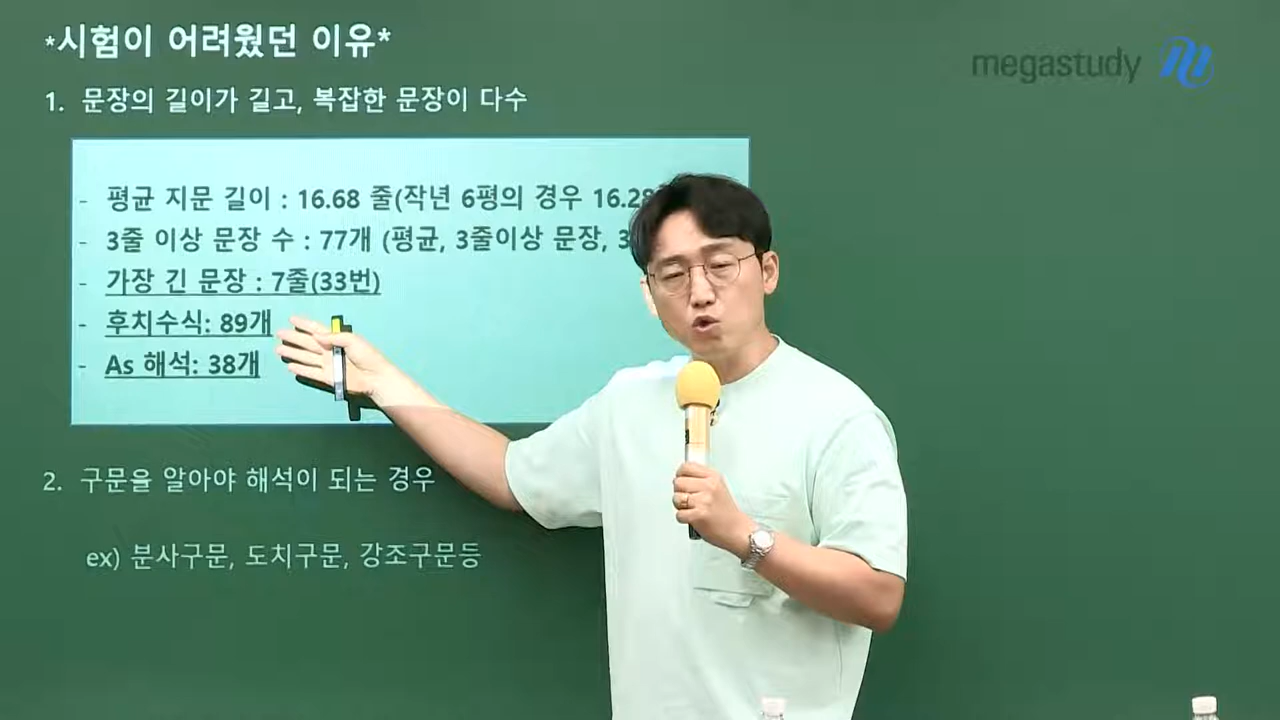 *시험이 어려웠던 이유*
megastudy
1. 문장의 길이가 길고, 복잡한 문장이 다수
- 평균 지문 길이 : 16.68 줄(작년 6평의 경우 16.28
- 3줄 이상 문장 수 : 77개 (평균, 3줄이상 문장, 3
- 가장 긴 문장 : 7줄(33번)
- 후치수식: 89개
- As 해석: 38개
2. 구문을 알아야 해석이 되는 경우
ex) 분사구문, 도치구문, 강조구문등